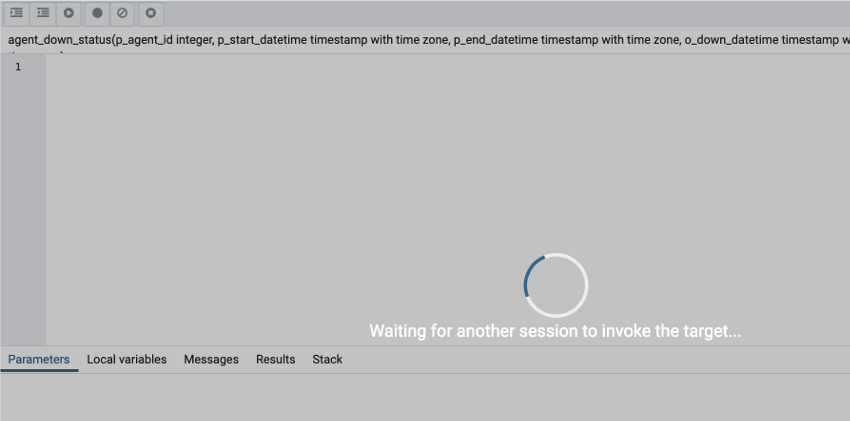 agent_down_status(p_agent_id integer, p_start_datetime timestamp with time zone, p_end_datetime timestamp with time zone, o_down_datetime timestamp w
1
Waiting for another session to invoke the target...
Parameters Local variables Messages Results Stack